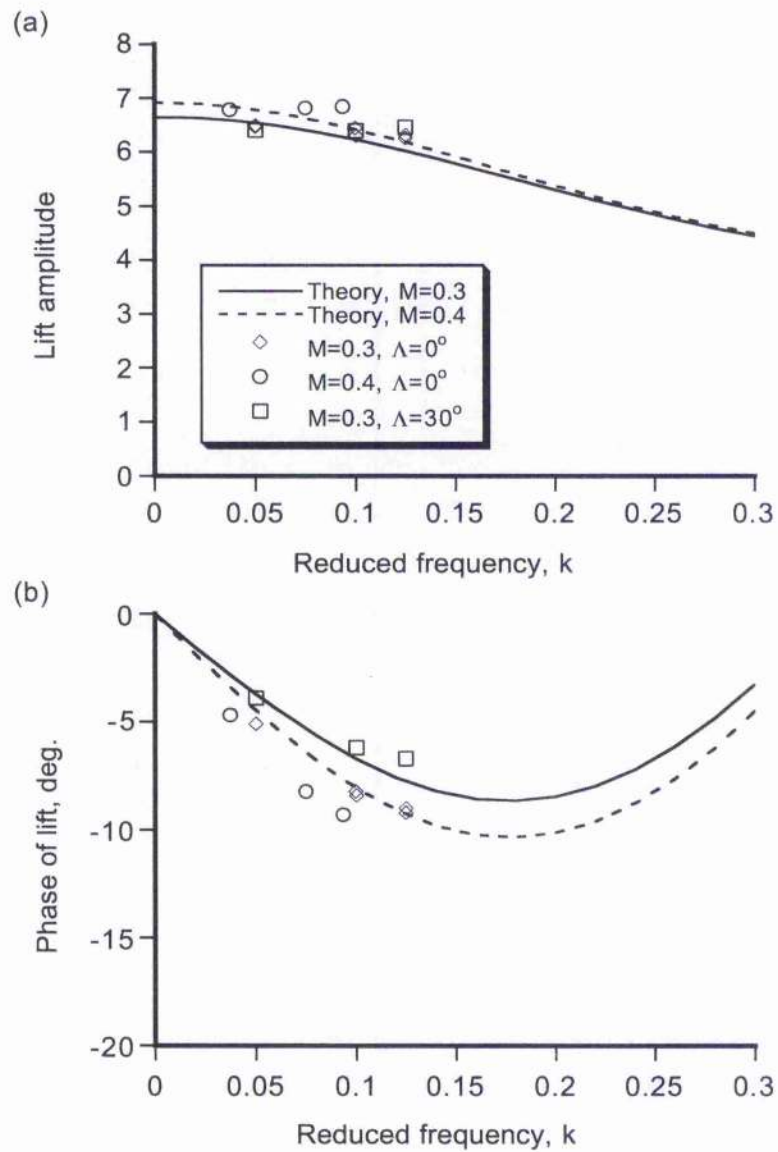 (a)
8
7
6
5
4
3
2
1
0
Lift amplitude
Theory, M=0.3
Theory, M=0.4
M=0.3, Λ=0°
M=0.4, Λ=0°
M=0.3, Λ=30°
0 0.05 0.1 0.15 0.2 0.25 0.3
Reduced frequency, k
(b)
0
-5
-10
-15
-20
Phase of lift, deg.
0 0.05 0.1 0.15 0.2 0.25 0.3
Reduced frequency, k